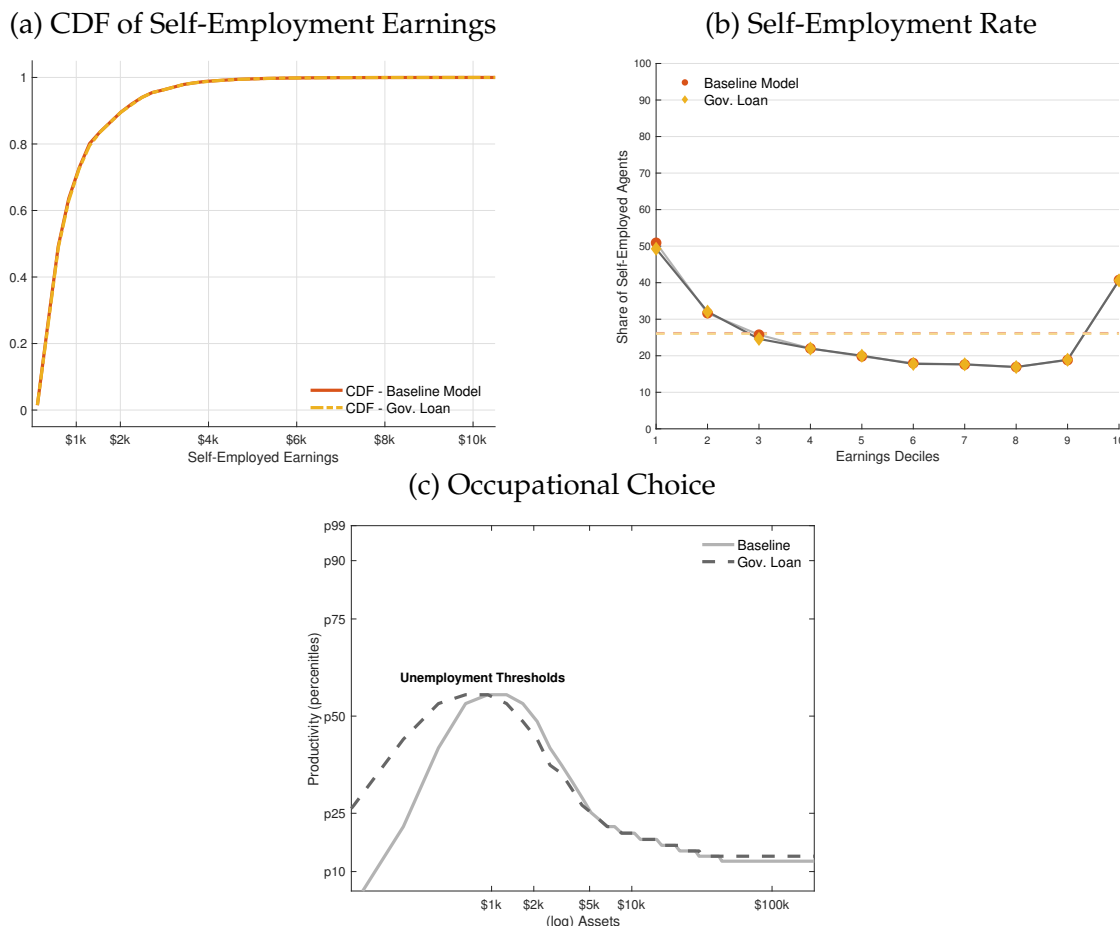 (a) CDF of Self-Employment Earnings
1
0.8
0.6
0.4
0.2
0
CDF - Baseline Model
CDF - Gov. Loan
$1k $2k $4k $6k $8k $10k
Self-Employed Earnings
(b) Self-Employment Rate
100
90
80
70
60
50
40
30
20
10
0
Share of Self-Employed Agents
Baseline Model
Gov. Loan
1 2 3 4 5 6 7 8 9 10
Earnings Deciles
(c) Occupational Choice
p99
p90
p75
p50
p25
p10
Productivity (percenitles)
Baseline
Gov. Loan
Unemployment Thresholds
$1k $2k $5k $10k $100k
(log) Assets